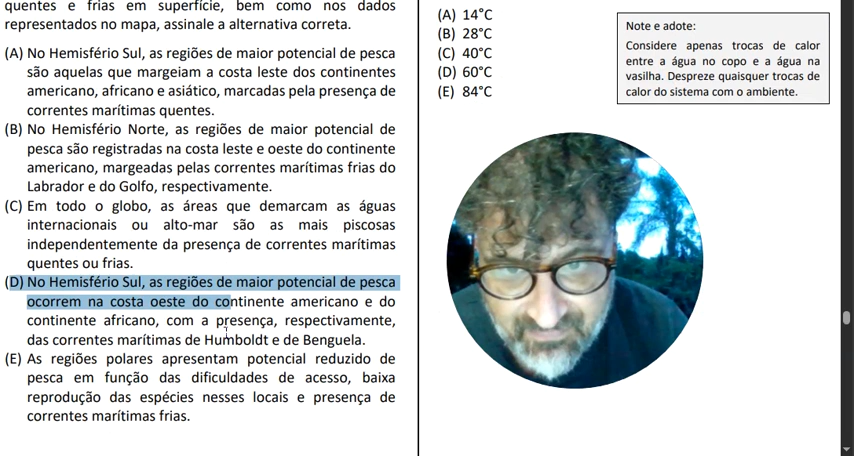 quentes e frias em superfície, bem como nos dados
representados no mapa, assinale a alternativa correta.
(A) No Hemisfério Sul, as regiões de maior potencial de pesca
são aquelas que margeiam a costa leste dos continentes
americano, africano e asiático, marcadas pela presença de
correntes marítimas quentes.
(B) No Hemisfério Norte, as regiões de maior potencial de
pesca são registradas na costa leste e oeste do continente
americano, margeadas pelas correntes marítimas frias do
Labrador e do Golfo, respectivamente.
(C) Em todo o globo, as áreas que demarcam as águas
internacionais ou alto-mar são as mais piscosas
independentemente da presença de correntes marítimas
quentes ou frias.
(D) No Hemisfério Sul, as regiões de maior potencial de pesca
ocorrem na costa oeste do continente americano e do
continente africano, com a presença, respectivamente,
das correntes marítimas de Humboldt e de Benguela.
(E) As regiões polares apresentam potencial reduzido de
pesca em função das dificuldades de acesso, baixa
reprodução das espécies nesses locais e presença de
correntes marítimas frias.
(A) 14°C
(B) 28°C
(C) 40°C
(D) 60°C
(E) 84°C
Note e adote:
Considere apenas trocas de calor
entre a água no copo e a água na
vasilha. Despreze quaisquer trocas de
calor do sistema com o ambiente.